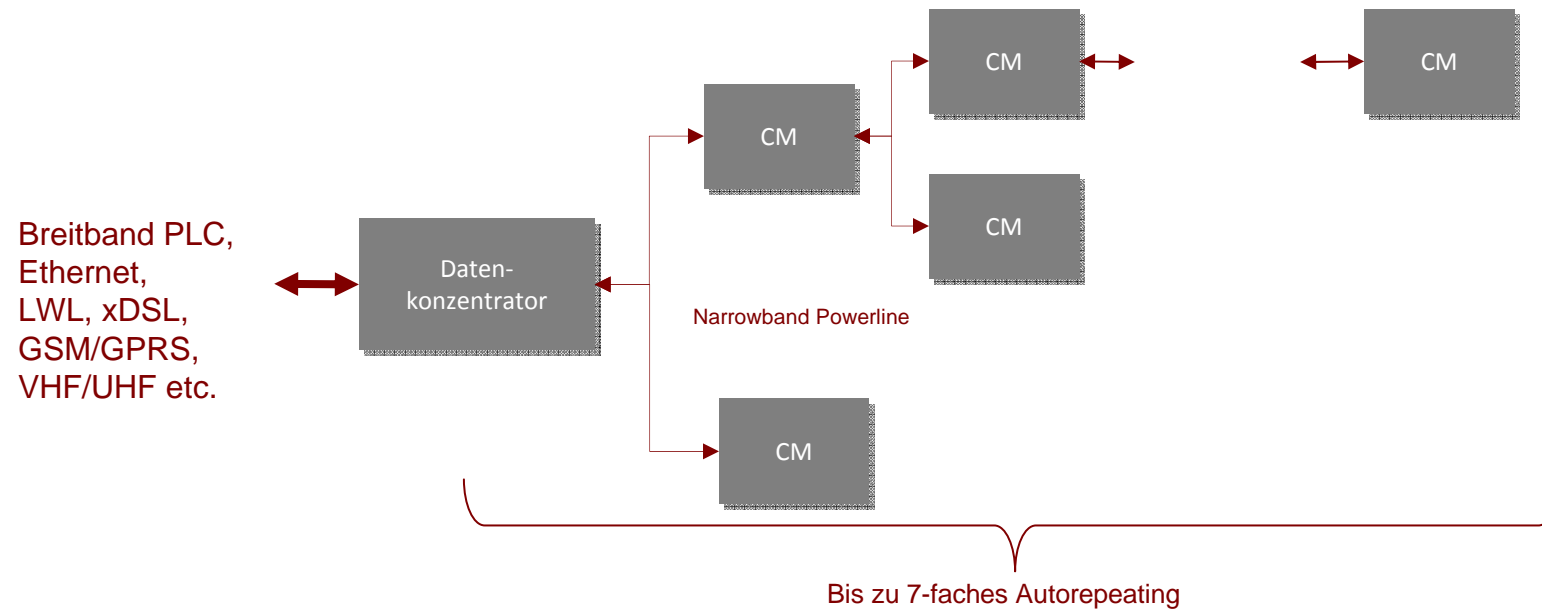 CM
CM
CM
CM
Breitband PLC,
Ethernet,
LWL, xDSL,
GSM/GPRS,
VHF/UHF etc.
Daten-
konzentrator
Narrowband Powerline
CM
Bis zu 7-faches Autorepeating